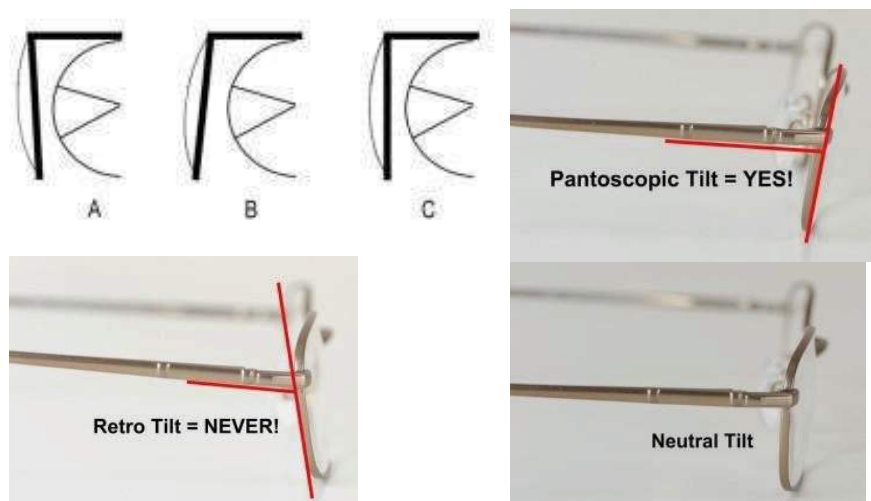 A
B
C
Pantoscopic Tilt = YES!
Retro Tilt = NEVER!
Neutral Tilt